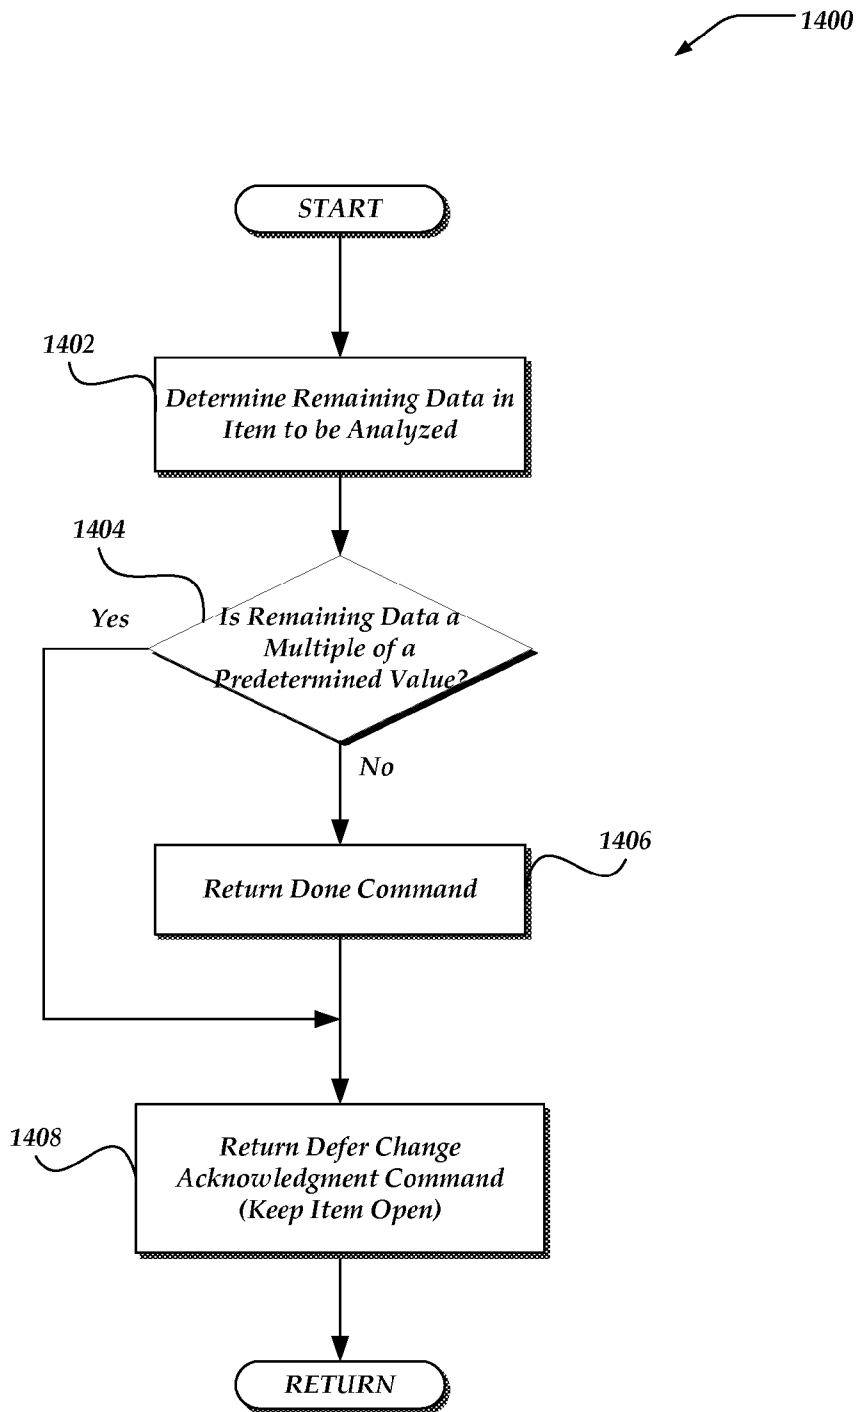 1400
START
1402
Determine Remaining Data in
Item to be Analyzed
1404
Yes
Is Remaining Data a
Multiple of a
Predetermined Value?
No
1406
Return Done Command
1408
Return Defer Change
Acknowledgment Command
(Keep Item Open)
RETURN